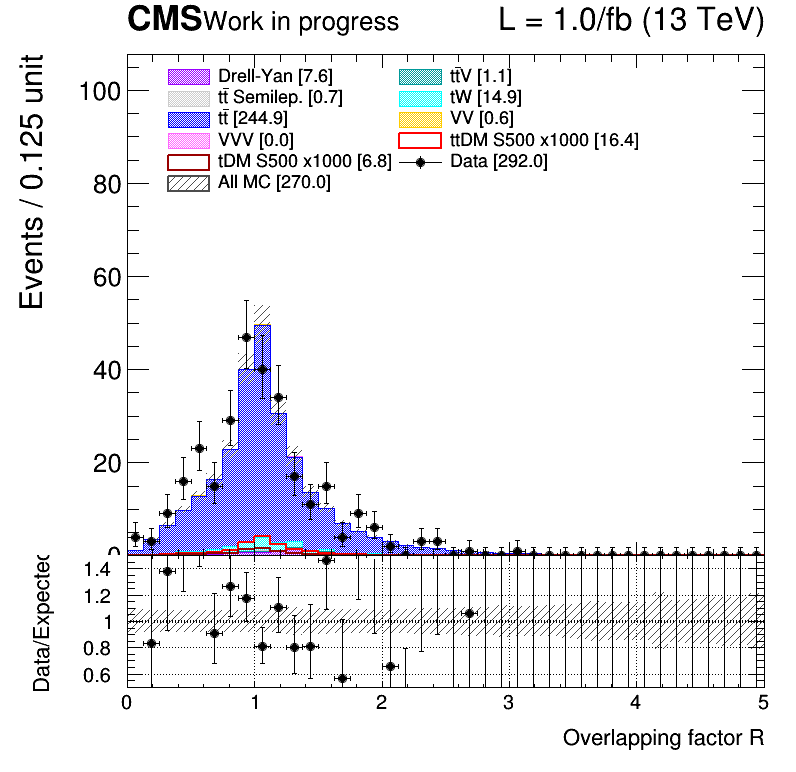 CMS Work in progress L = 1.0/fb (13 TeV)
Events / 0.125 unit
100
80
60
40
20
0
Drell-Yan [7.6]
tt̄V [1.1]
tt̄ Semilep. [0.7]
tW [14.9]
tt̄ [244.9]
VV [0.6]
VVV [0.0]
ttDM S500 x1000 [16.4]
tDM S500 x1000 [6.8]
Data [292.0]
All MC [270.0]
Data/Expected
1.4
1.2
1
0.8
0.6
0 1 2 3 4 5
Overlapping factor R